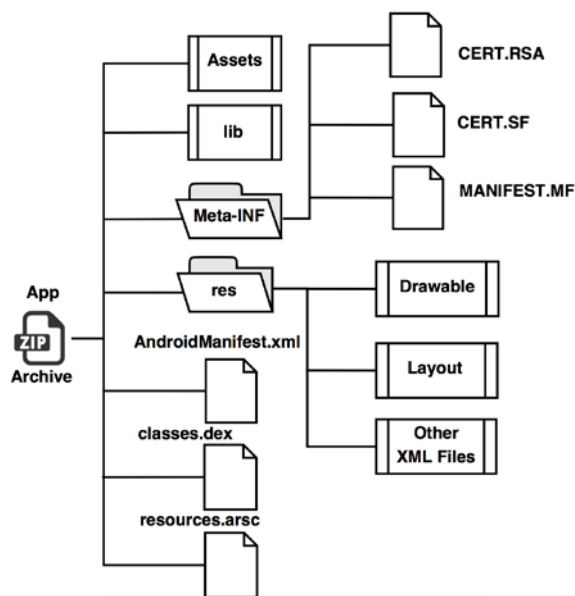 Assets
CERT.RSA
lib
CERT.SF
Meta-INF
MANIFEST.MF
App
ZIP
Archive
res
Drawable
AndroidManifest.xml
Layout
classes.dex
Other
XML Files
resources.arsc